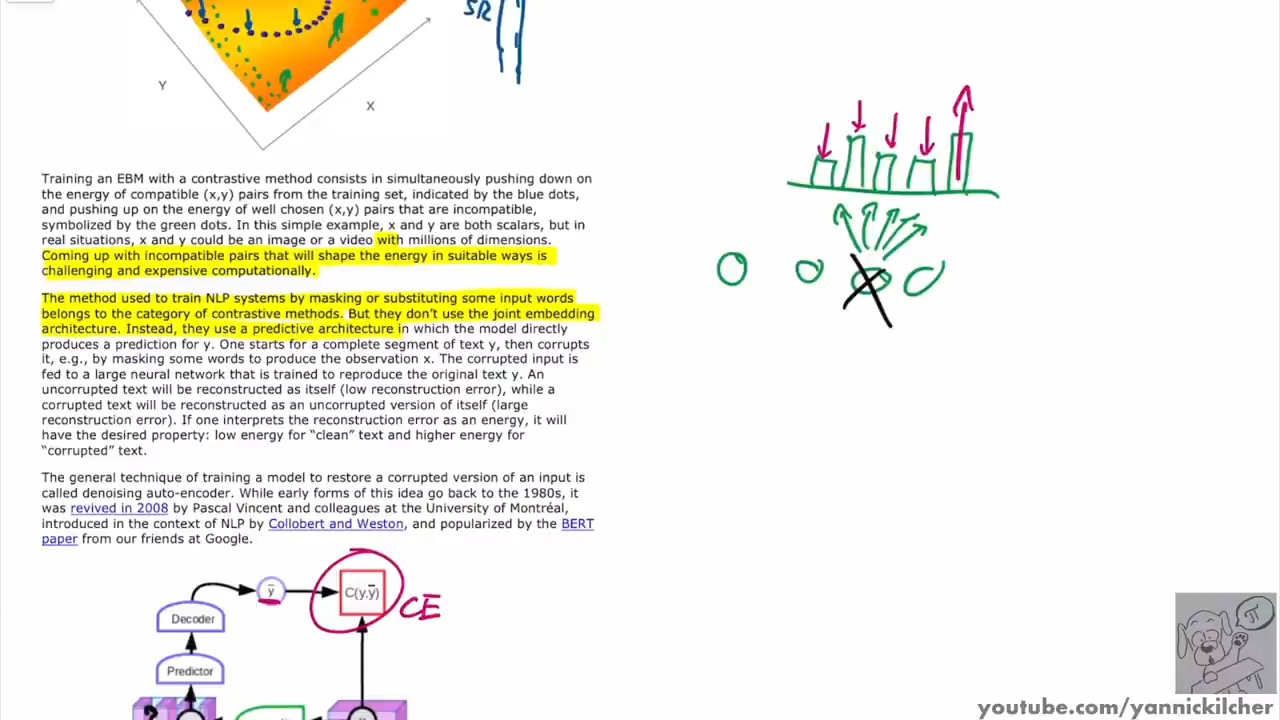 SR
Y
X
Training an EBM with a contrastive method consists in simultaneously pushing down on
the energy of compatible (x,y) pairs from the training set, indicated by the blue dots,
and pushing up on the energy of well chosen (x,y) pairs that are incompatible,
symbolized by the green dots. In this simple example, x and y are both scalars, but in
real situations, x and y could be an image or a video with millions of dimensions.
Coming up with incompatible pairs that will shape the energy in suitable ways is
challenging and expensive computationally.
The method used to train NLP systems by masking or substituting some input words
belongs to the category of contrastive methods. But they don't use the joint embedding
architecture. Instead, they use a predictive architecture in which the model directly
produces a prediction for y. One starts for a complete segment of text y, then corrupts
it, e.g., by masking some words to produce the observation x. The corrupted input is
fed to a large neural network that is trained to reproduce the original text y. An
uncorrupted text will be reconstructed as itself (low reconstruction error), while a
corrupted text will be reconstructed as an uncorrupted version of itself (large
reconstruction error). If one interprets the reconstruction error as an energy, it will
have the desired property: low energy for “clean” text and higher energy for
“corrupted” text.
The general technique of training a model to restore a corrupted version of an input is
called denoising auto-encoder. While early forms of this idea go back to the 1980s, it
was revived in 2008 by Pascal Vincent and colleagues at the University of Montréal,
introduced in the context of NLP by Collobert and Weston, and popularized by the BERT
paper from our friends at Google.
ȳ
C(y,ȳ)
CE
Decoder
Predictor
?
π
youtube.com/yannickilcher